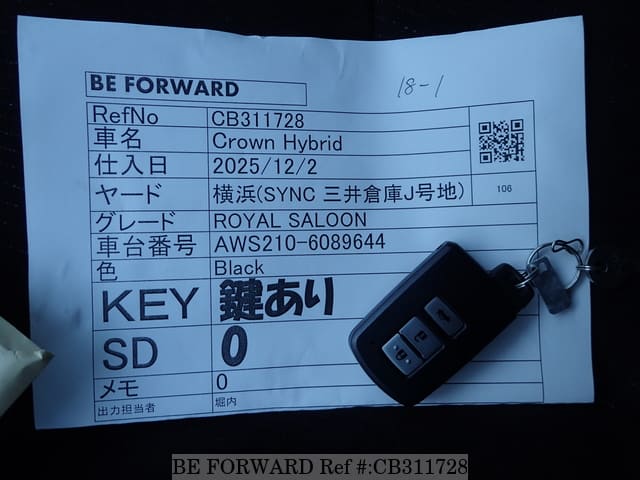 18-1
BE FORWARD
RefNo CB311728
車名 Crown Hybrid
仕入日 2025/12/2
ヤード 横浜(SYNC 三井倉庫J号地) 106
グレード ROYAL SALOON
車台番号 AWS210-6089644
色 Black
KEY 鍵あり
SD 0
メモ 0
出力担当者 堀内
BE FORWARD Ref #:CB311728